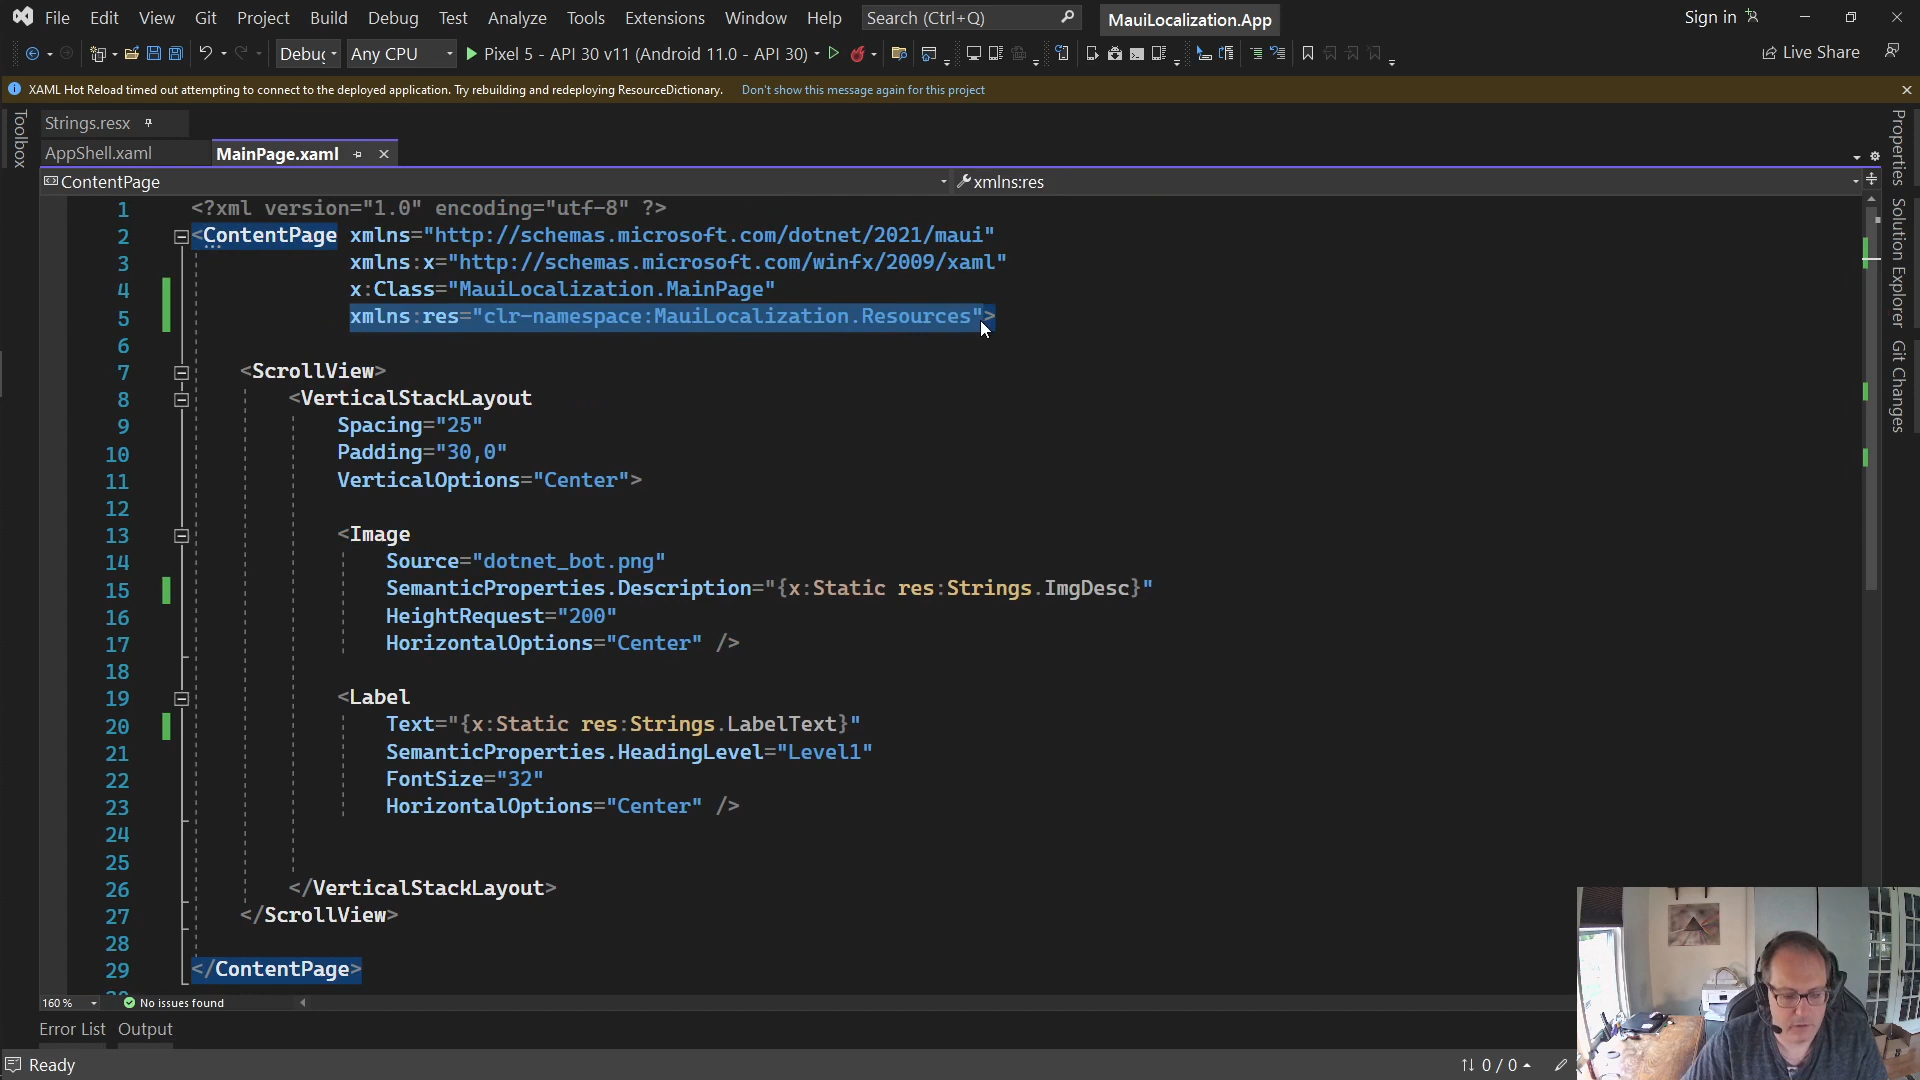 File Edit View Git Project Build Debug Test Analyze Tools Extensions Window Help Search (Ctrl+Q) MauiLocalization.App Sign in
Debug Any CPU Pixel 5 - API 30 v11 (Android 11.0 - API 30) Live Share
XAML Hot Reload timed out attempting to connect to the deployed application. Try rebuilding and redeploying ResourceDictionary. Don't show this message again for this project
Toolbox
Strings.resx
AppShell.xaml MainPage.xaml
ContentPage xmlns:res
1 <?xml version="1.0" encoding="utf-8" ?>
2 <ContentPage xmlns="http://schemas.microsoft.com/dotnet/2021/maui"
3 xmlns:x="http://schemas.microsoft.com/winfx/2009/xaml"
4 x:Class="MauiLocalization.MainPage"
5 xmlns:res="clr-namespace:MauiLocalization.Resources">
6
7 <ScrollView>
8 <VerticalStackLayout
9 Spacing="25"
10 Padding="30,0"
11 VerticalOptions="Center">
12
13 <Image
14 Source="dotnet_bot.png"
15 SemanticProperties.Description="{x:Static res:Strings.ImgDesc}"
16 HeightRequest="200"
17 HorizontalOptions="Center" />
18
19 <Label
20 Text="{x:Static res:Strings.LabelText}"
21 SemanticProperties.HeadingLevel="Level1"
22 FontSize="32"
23 HorizontalOptions="Center" />
24
25
26 </VerticalStackLayout>
27 </ScrollView>
28
29 </ContentPage>
160 % No issues found
Error List Output
Ready 0 / 0
Properties
Solution Explorer
Git Changes